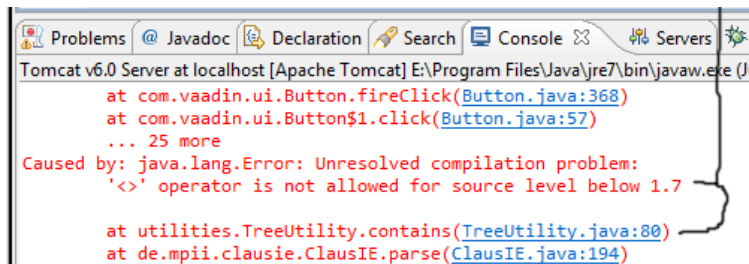 Problems @ Javadoc Declaration Search Console Servers
Tomcat v6.0 Server at localhost [Apache Tomcat] E:\Program Files\Java\jre7\bin\javaw.exe (J
at com.vaadin.ui.Button.fireClick(Button.java:368)
at com.vaadin.ui.Button$1.click(Button.java:57)
... 25 more
Caused by: java.lang.Error: Unresolved compilation problem:
'<>' operator is not allowed for source level below 1.7
at utilities.TreeUtility.contains(TreeUtility.java:80)
at de.mpii.clausie.ClausIE.parse(ClausIE.java:194)